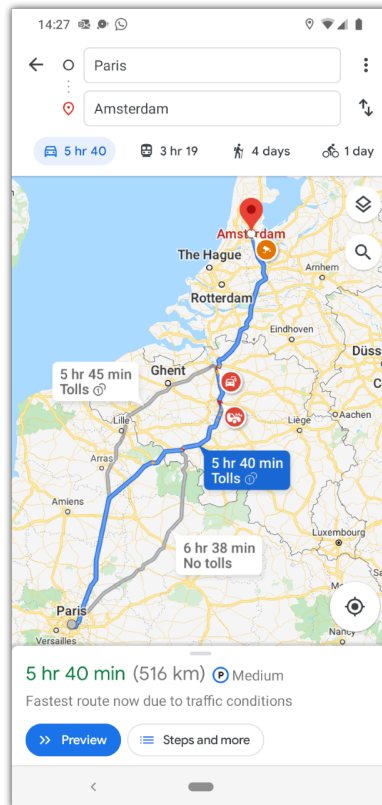 14:27
Paris
Amsterdam
5 hr 40
3 hr 19
4 days
1 day
Amsterdam
The Hague
Arnhem
Rotterdam
Eindhoven
Düss
5 hr 45 min
Tolls
Ghent
C
Lille
Liège
Aachen
Arras
5 hr 40 min
Tolls
Amiens
Luxembourg
6 hr 38 min
No tolls
Paris
Versailles
Nancy
5 hr 40 min (516 km) P Medium
Fastest route now due to traffic conditions
Preview
Steps and more